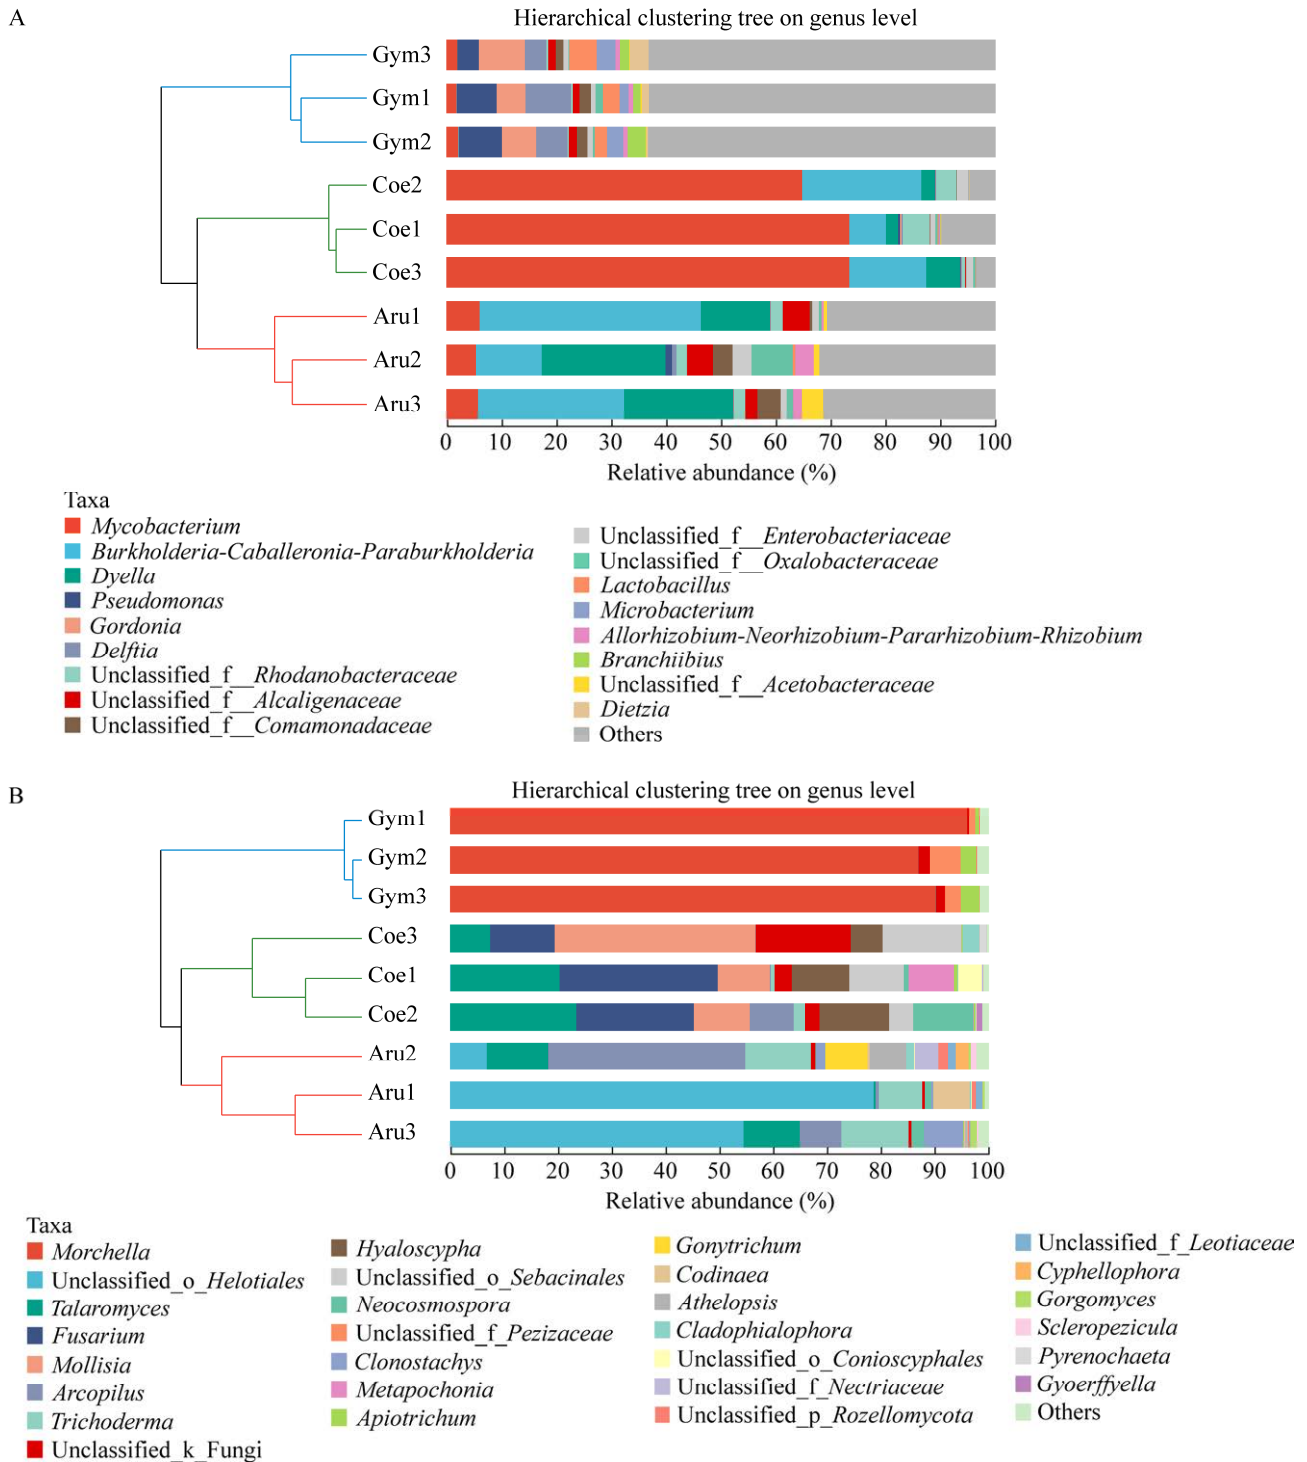 A
Hierarchical clustering tree on genus level
Gym3
Gym1
Gym2
Coe2
Coe1
Coe3
Aru1
Aru2
Aru3
0 10 20 30 40 50 60 70 80 90 100
Relative abundance (%)
Taxa
Mycobacterium
Burkholderia-Caballeronia-Paraburkholderia
Dyella
Pseudomonas
Gordonia
Delftia
Unclassified_f__Rhodanobacteraceae
Unclassified_f__Alcaligenaceae
Unclassified_f__Comamonadaceae
Unclassified_f__Enterobacteriaceae
Unclassified_f__Oxalobacteraceae
Lactobacillus
Microbacterium
Allorhizobium-Neorhizobium-Pararhizobium-Rhizobium
Branchiibius
Unclassified_f__Acetobacteraceae
Dietzia
Others
B
Hierarchical clustering tree on genus level
Gym1
Gym2
Gym3
Coe3
Coe1
Coe2
Aru2
Aru1
Aru3
0 10 20 30 40 50 60 70 80 90 100
Relative abundance (%)
Taxa
Morchella
Unclassified_o_Helotiales
Talaromyces
Fusarium
Mollisia
Arcopilus
Trichoderma
Unclassified_k_Fungi
Hyaloscypha
Unclassified_o_Sebacinales
Neocosmospora
Unclassified_f_Pezizaceae
Clonostachys
Metapochonia
Apiotrichum
Gonytrichum
Codinaea
Athelopsis
Cladophialophora
Unclassified_o_Conioscyphales
Unclassified_f_Nectriaceae
Unclassified_p_Rozellomycota
Unclassified_f_Leotiaceae
Cyphellophora
Gorgomyces
Scleropezicula
Pyrenochaeta
Gyoerffyella
Others